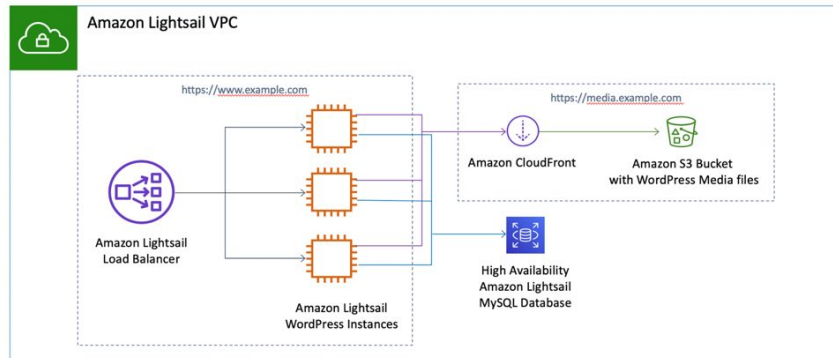 Amazon Lightsail VPC
https://www.example.com
https://media.example.com
Amazon CloudFront
Amazon S3 Bucket
with WordPress Media files
Amazon Lightsail
Load Balancer
High Availability
Amazon Lightsail
MySQL Database
Amazon Lightsail
WordPress Instances